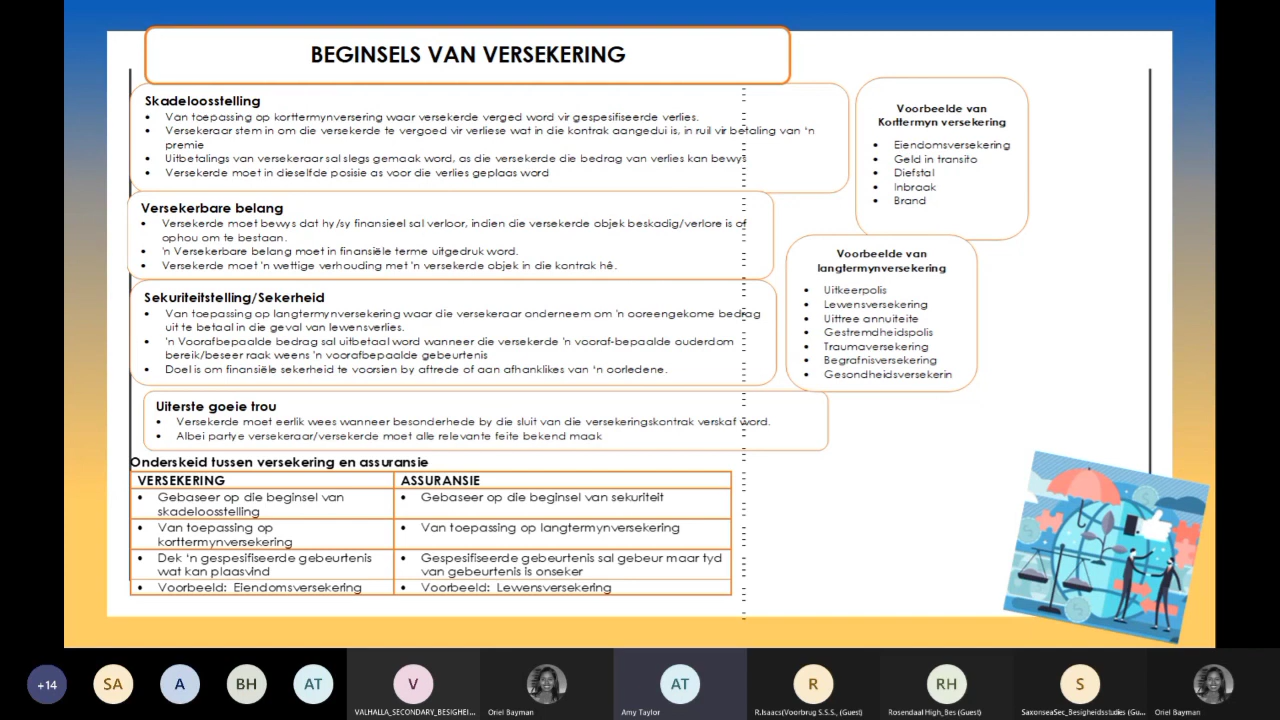 BEGINSELS VAN VERSEKERING
Skadeloosstelling
• Van toepassing op korttermynversering waar versekerde verged word vir gespesifiseerde verlies.
• Versekeraar stem in om die versekerde te vergoed vir verliese wat in die kontrak aangedui is, in ruil vir betaling van ‘n
premie
• Uitbetalings van versekeraar sal slegs gemaak word, as die versekerde die bedrag van verlies kan bewys
• Versekerde moet in dieselfde posisie as voor die verlies geplaas word
Versekerbare belang
• Versekerde moet bewys dat hy/sy finansieel sal verloor, indien die versekerde objek beskadig/verlore is of
ophou om te bestaan.
• 'n Versekerbare belang moet in finansiële terme uitgedruk word.
• Versekerde moet 'n wettige verhouding met 'n versekerde objek in die kontrak hê.
Sekuriteitstelling/Sekerheid
• Van toepassing op langtermynversekering waar die versekeraar onderneem om 'n ooreengekome bedrag
uit te betaal in die geval van lewensverlies.
• 'n Voorafbepaalde bedrag sal uitbetaal word wanneer die versekerde 'n vooraf-bepaalde ouderdom
bereik/beseer raak weens 'n voorafbepaalde gebeurtenis
• Doel is om finansiële sekerheid te voorsien by aftrede of aan afhanklikes van ‘n oorledene.
Uiterste goeie trou
• Versekerde moet eerlik wees wanneer besonderhede by die sluit van die versekeringskontrak verskaf word.
• Albei partye versekeraar/versekerde moet alle relevante feite bekend maak
Onderskeid tussen versekering en assuransie
VERSEKERING
ASSURANSIE
• Gebaseer op die beginsel van
skadeloosstelling
• Gebaseer op die beginsel van sekuriteit
• Van toepassing op
korttermynversekering
• Van toepassing op langtermynversekering
• Dek ‘n gespesifiseerde gebeurtenis
wat kan plaasvind
• Gespesifiseerde gebeurtenis sal gebeur maar tyd
van gebeurtenis is onseker
• Voorbeeld: Eiendomsversekering
• Voorbeeld: Lewensversekering
Voorbeelde van
Korttermyn versekering
• Eiendomsversekering
• Geld in transito
• Diefstal
• Inbraak
• Brand
Voorbeelde van
langtermynversekering
• Uitkeerpolis
• Lewensversekering
• Uittree annuiteite
• Gestremdheidspolis
• Traumaversekering
• Begrafnisversekering
• Gesondheidsversekerin
+14
SA
A
BH
AT
V
AT
R
RH
S
VALHALLA_SECONDARY_BESIGHEI...
Oriel Bayman
Amy Taylor
R.Isaacs(Voorbrug S.S.S., (Guest)
Rosendaal High_Bes (Guest)
SaxonseaSec_Besigheidsstudies (Gu...
Oriel Bayman